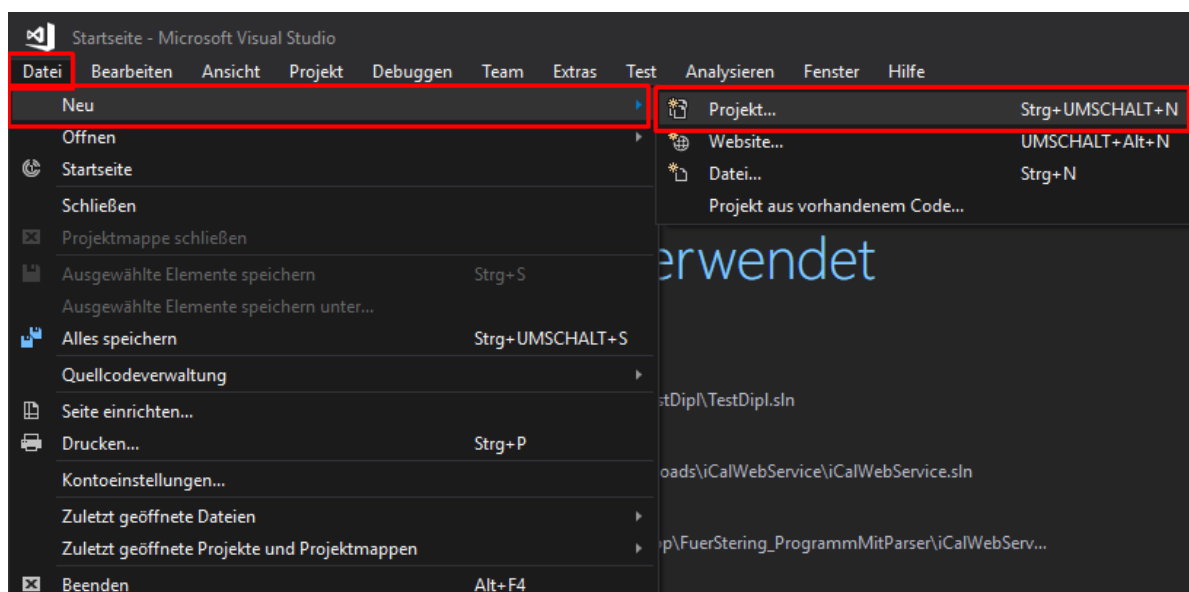 Startseite - Microsoft Visual Studio
Datei Bearbeiten Ansicht Projekt Debuggen Team Extras Test Analysieren Fenster Hilfe
Neu
Öffnen
Startseite
Schließen
Projektmappe schließen
Ausgewählte Elemente speichern Strg+S
Ausgewählte Elemente speichern unter...
Alles speichern Strg+UMSCHALT+S
Quellcodeverwaltung
Seite einrichten...
Drucken... Strg+P
Kontoeinstellungen...
Zuletzt geöffnete Dateien
Zuletzt geöffnete Projekte und Projektmappen
Beenden Alt+F4
Projekt... Strg+UMSCHALT+N
Website... UMSCHALT+Alt+N
Datei... Strg+N
Projekt aus vorhandenem Code...
erwendet
stDipl\TestDipl.sln
oads\iCalWebService\iCalWebService.sln
p\FuerStering_ProgrammMitParser\iCalWebServ...